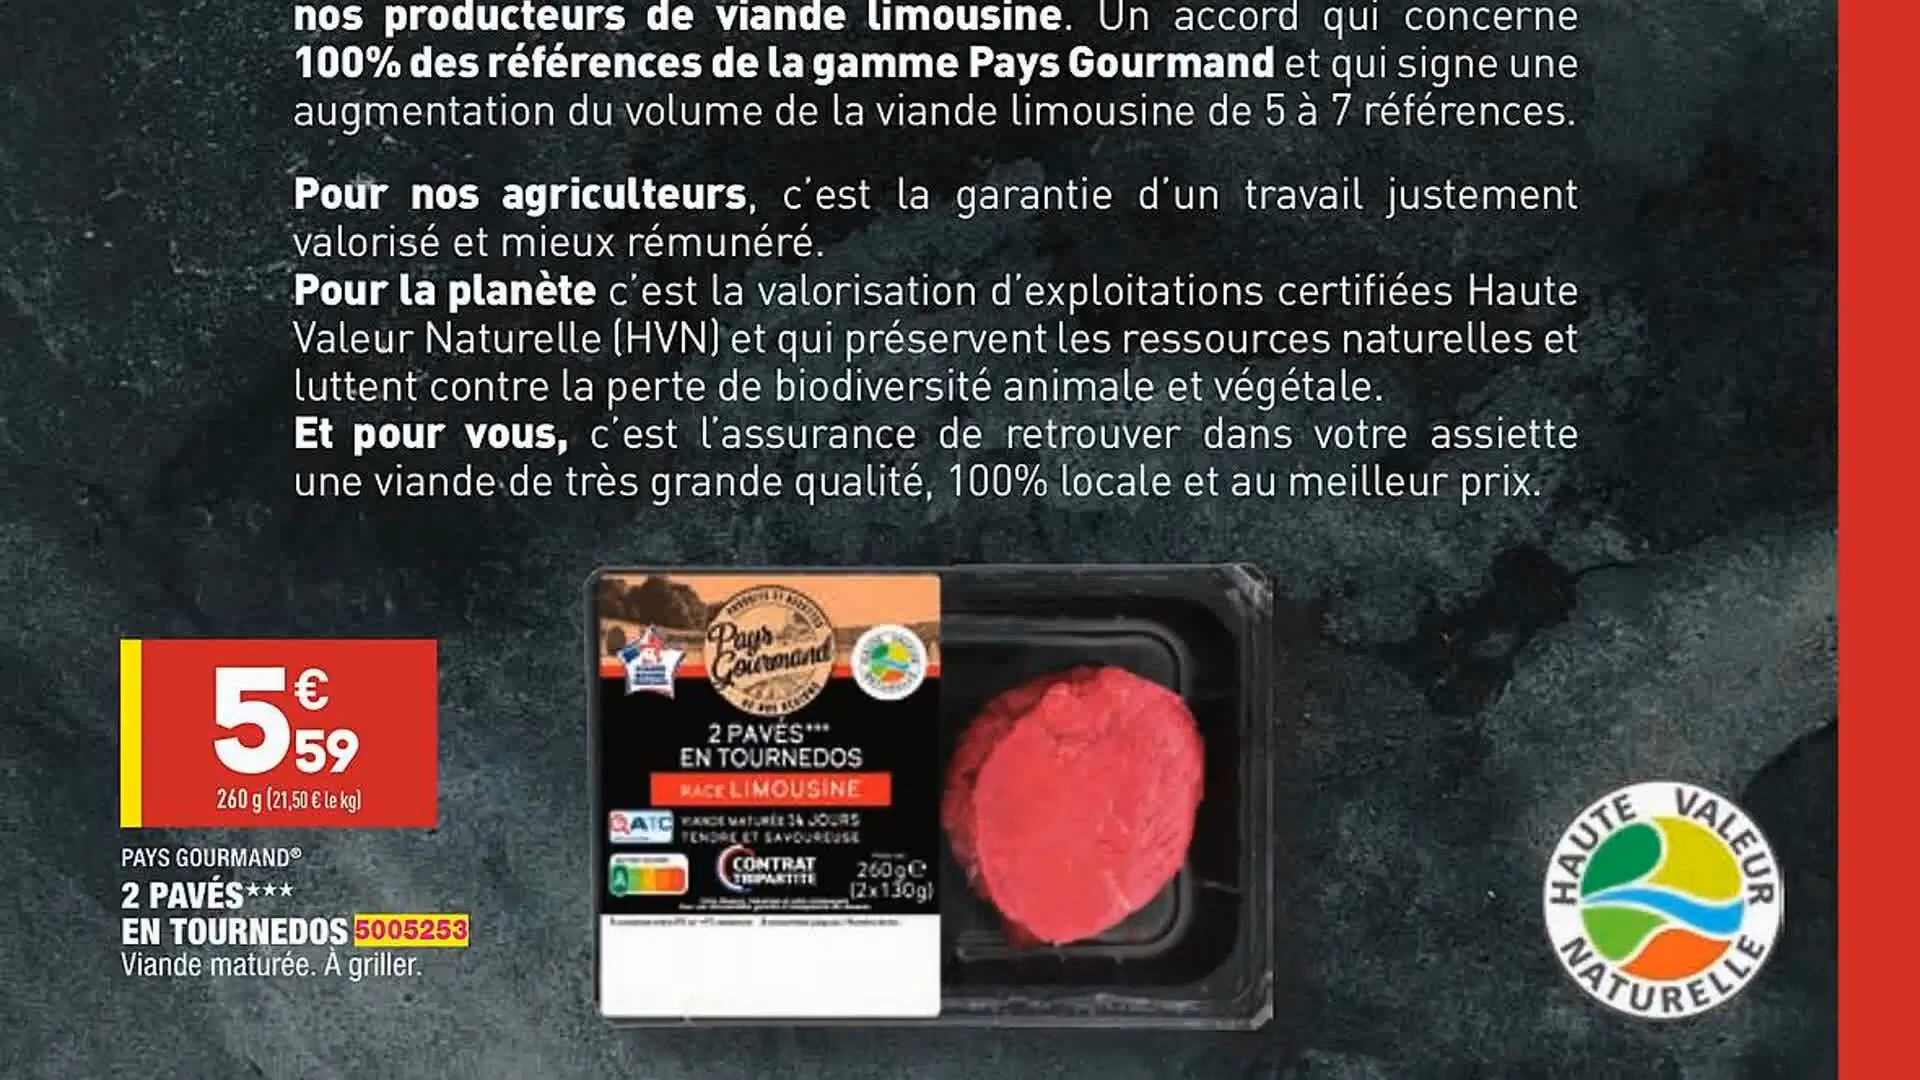 nos producteurs de viande limousine. Un accord qui concerne
100% des références de la gamme Pays Gourmand et qui signe une
augmentation du volume de la viande limousine de 5 à 7 références.
Pour nos agriculteurs, c'est la garantie d'un travail justement
valorisé et mieux rémunéré.
Pour la planète c'est la valorisation d'exploitations certifiées Haute
Valeur Naturelle (HVN) et qui préservent les ressources naturelles et
luttent contre la perte de biodiversité animale et végétale.
Et pour vous, c'est l'assurance de retrouver dans votre assiette
une viande de très grande qualité, 100% locale et au meilleur prix.
5€59
260 g (21,50 € le kg)
PAYS GOURMAND®
2 PAVÉS***
EN TOURNEDOS 5005253
Viande maturée. À griller.
Pays
Gourmand
2 PAVÉS***
EN TOURNEDOS
RACE LIMOUSINE
VIANDE MATURÉE 14 JOURS
TENDRE ET SAVOUREUSE
CONTRAT
TRIPARTITE
260g℮
(2x130g)
HAUTE VALEUR
NATURELLE